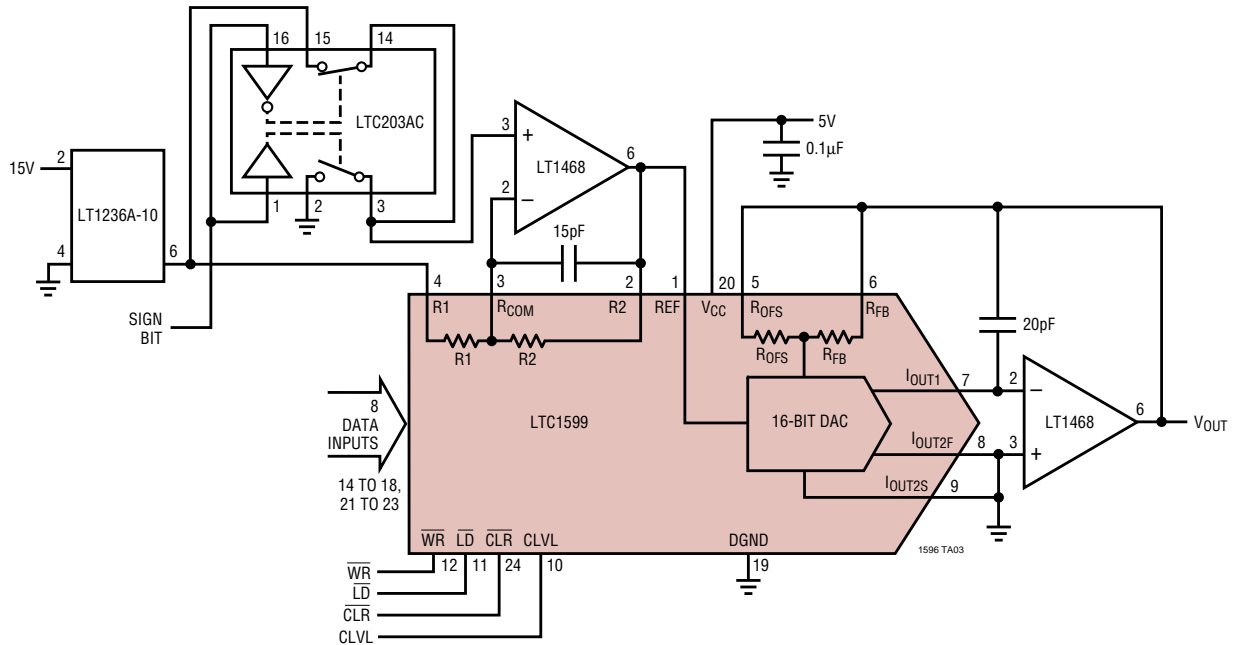 16
15
14
LTC203AC
1
2
3
15V
2
LT1236A-10
4
6
SIGN
BIT
3
+
2
–
LT1468
6
15pF
5V
0.1µF
4
3
2
1
20
5
6
R1
RCOM
R2
REF
VCC
ROFS
RFB
R1
R2
ROFS
RFB
20pF
8
DATA
INPUTS
14 TO 18,
21 TO 23
LTC1599
16-BIT DAC
IOUT1
7
IOUT2F
8
IOUT2S
9
2
–
3
+
LT1468
6
VOUT
WR
LD
CLR
CLVL
DGND
12
11
24
10
19
1596 TA03
WR
LD
CLR
CLVL